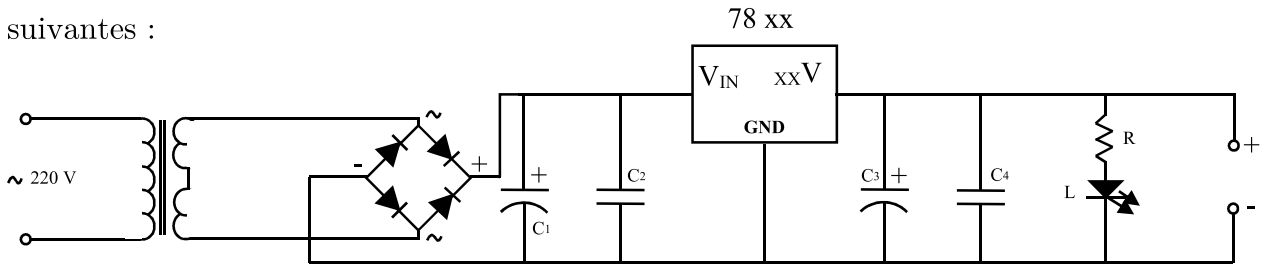 suivantes :
78 xx
VIN xxV
GND
~
- +
~ 220 V
~
+ C1
C2
C3 +
C4
R
L
+
-